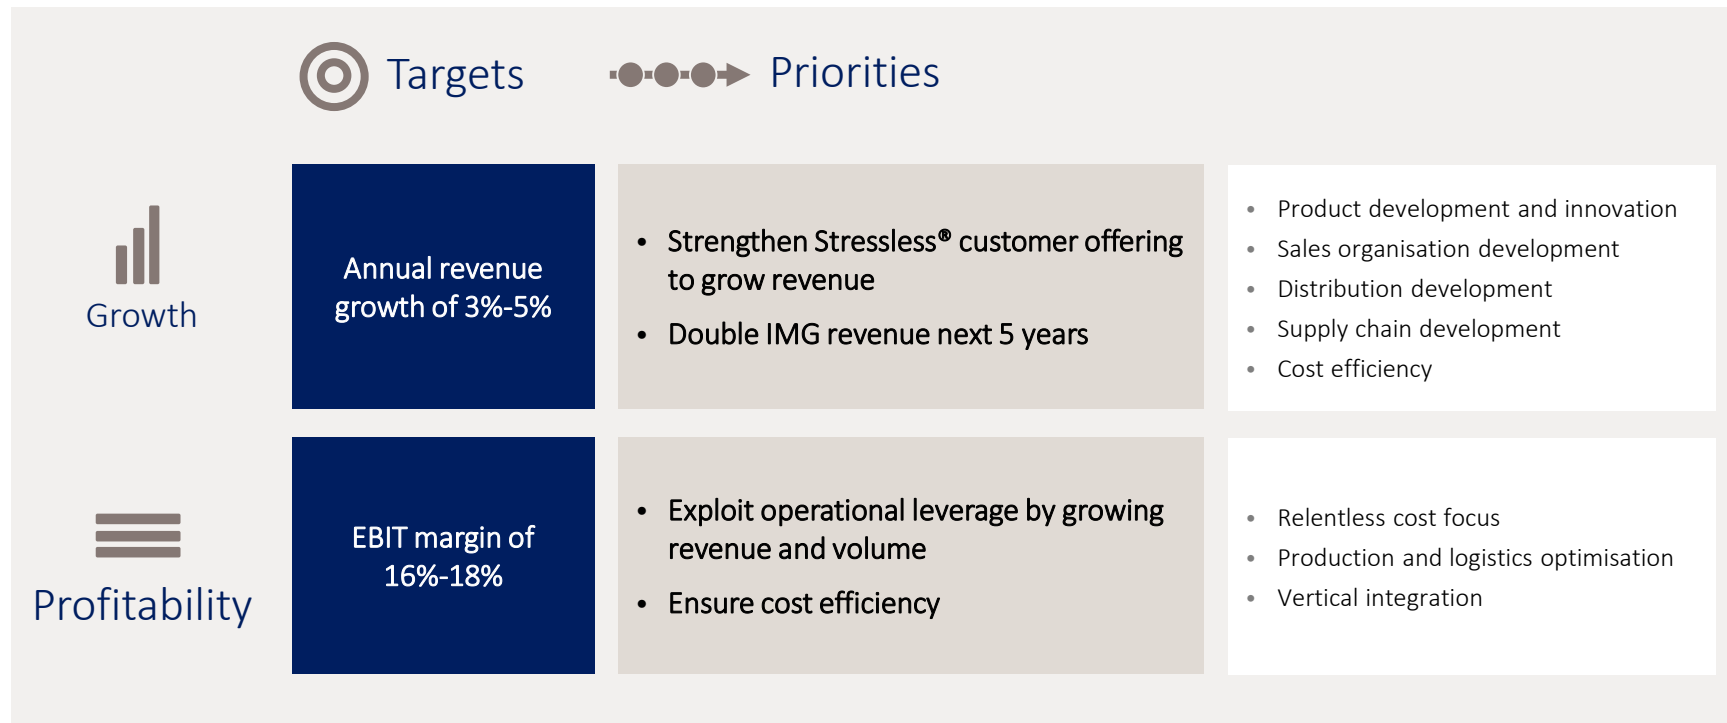 Targets
Priorities
Growth
Annual revenue
growth of 3%-5%
• Strengthen Stressless® customer offering
to grow revenue
• Double IMG revenue next 5 years
• Product development and innovation
• Sales organisation development
• Distribution development
• Supply chain development
• Cost efficiency
Profitability
EBIT margin of
16%-18%
• Exploit operational leverage by growing
revenue and volume
• Ensure cost efficiency
• Relentless cost focus
• Production and logistics optimisation
• Vertical integration